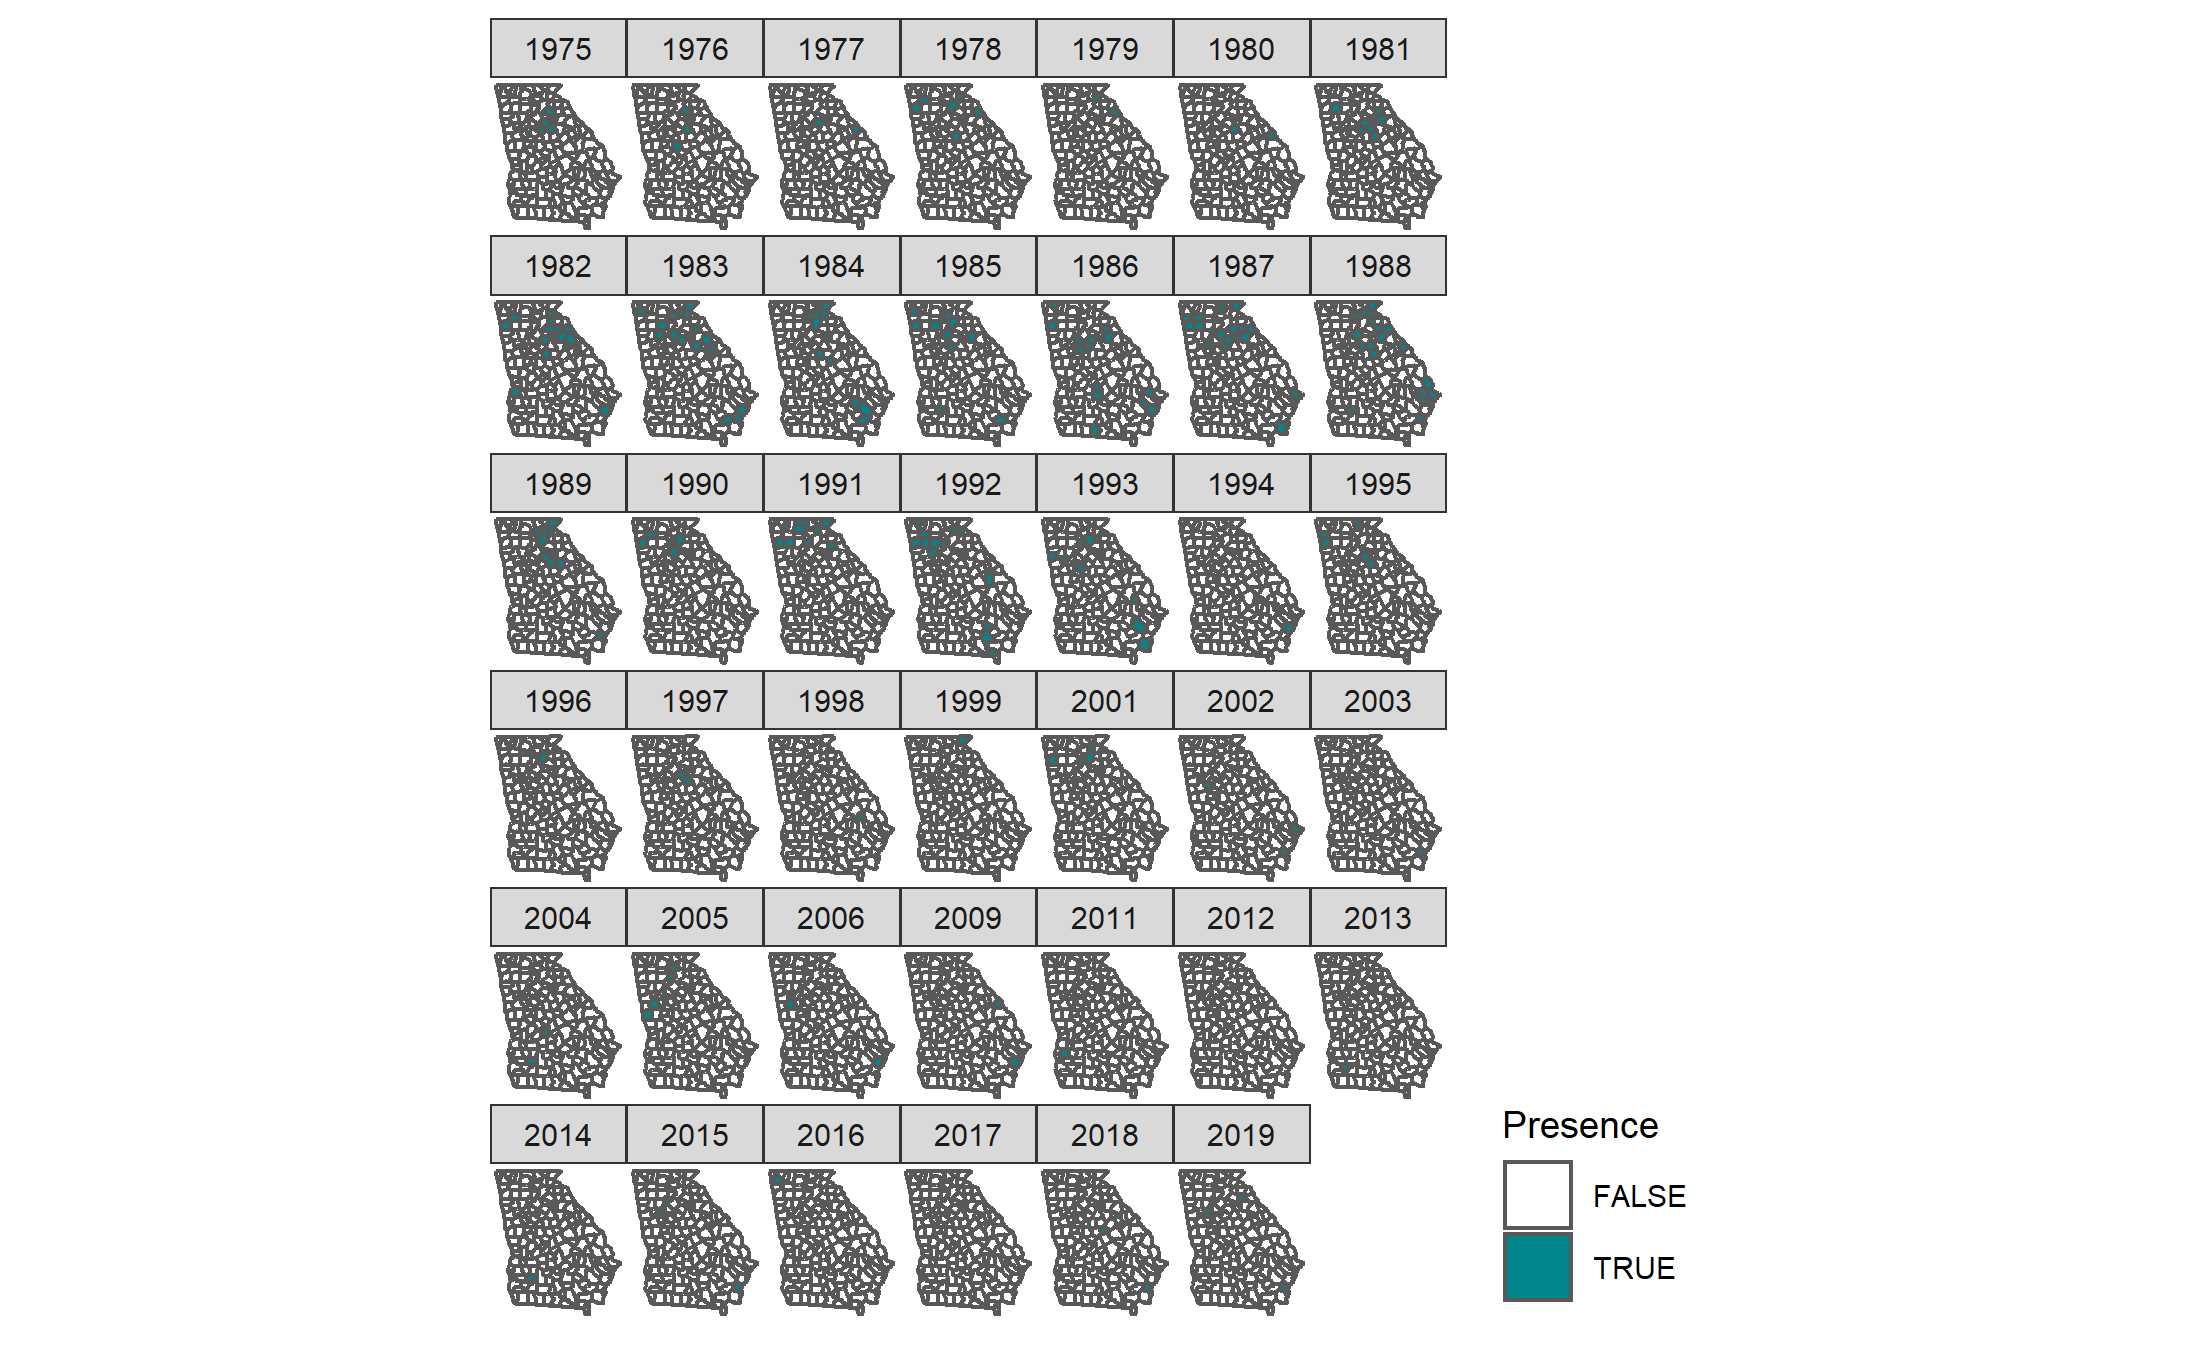 1975 1976 1977 1978 1979 1980 1981
1982 1983 1984 1985 1986 1987 1988
1989 1990 1991 1992 1993 1994 1995
1996 1997 1998 1999 2001 2002 2003
2004 2005 2006 2009 2011 2012 2013
2014 2015 2016 2017 2018 2019
Presence
FALSE
TRUE